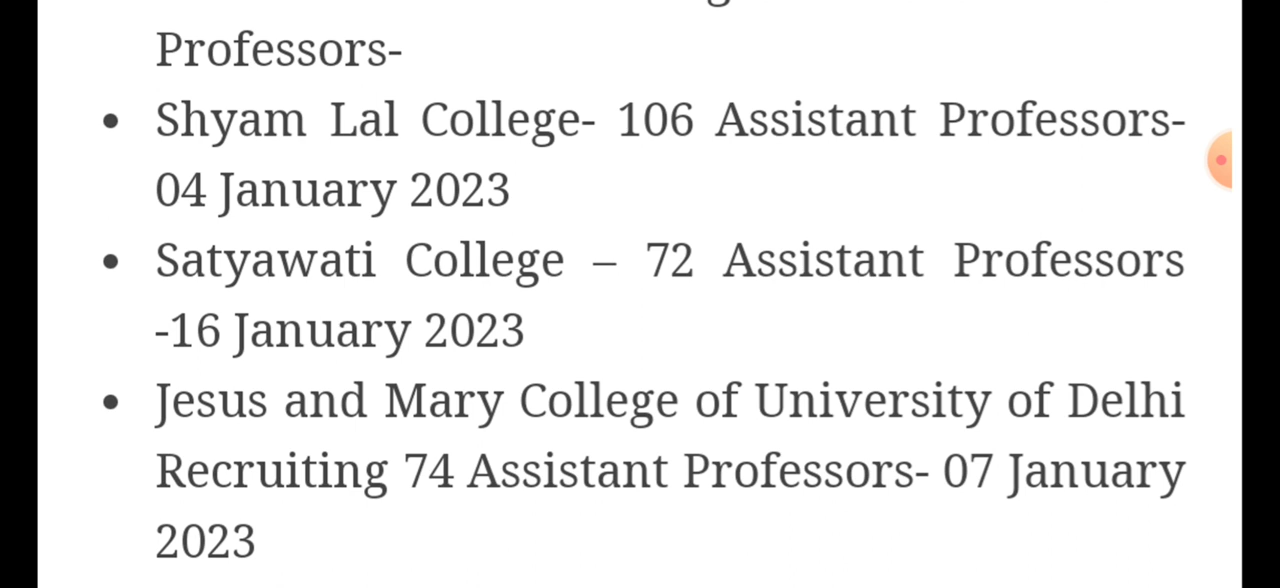 Professors-
• Shyam Lal College- 106 Assistant Professors-
04 January 2023
• Satyawati College – 72 Assistant Professors
-16 January 2023
• Jesus and Mary College of University of Delhi
Recruiting 74 Assistant Professors- 07 January
2023